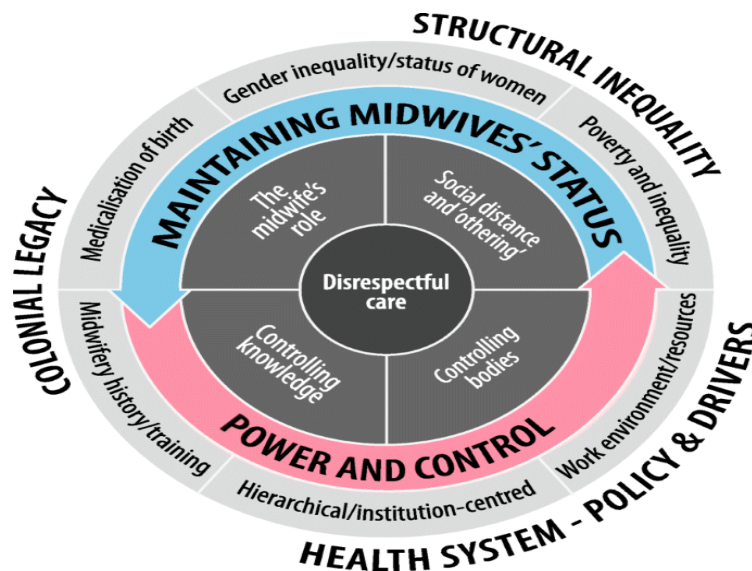 STRUCTURAL INEQUALITY
Gender inequality/status of women
Medicalisation of birth
Poverty and inequality
MAINTAINING MIDWIVES’ STATUS
The
midwife's
role
Social distance
and ‘othering’
COLONIAL LEGACY
Disrespectful
care
Controlling
knowledge
Controlling
bodies
Midwifery history/training
POWER AND CONTROL
Work environment/resources
Hierarchical/institution-centred
HEALTH SYSTEM – POLICY & DRIVERS